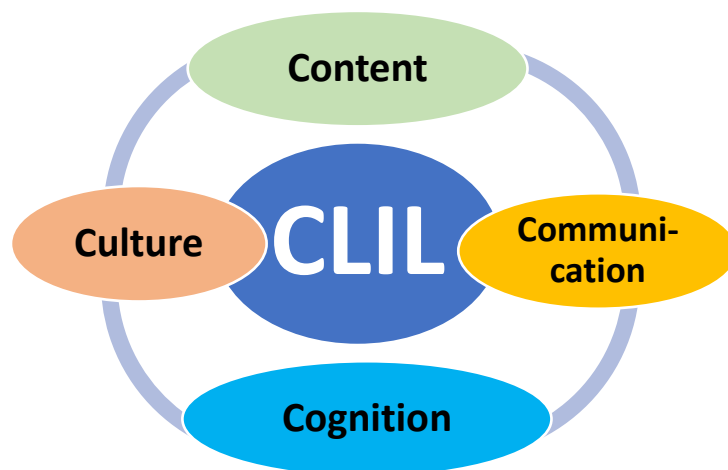 Content
Culture
CLIL
Communi-
cation
Cognition